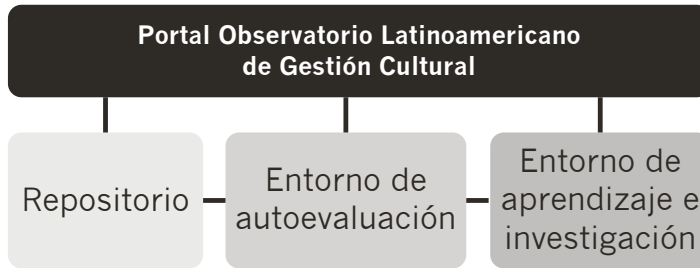 Portal Observatorio Latinoamericano
de Gestión Cultural
Repositorio
Entorno de
autoevaluación
Entorno de
aprendizaje e
investigación